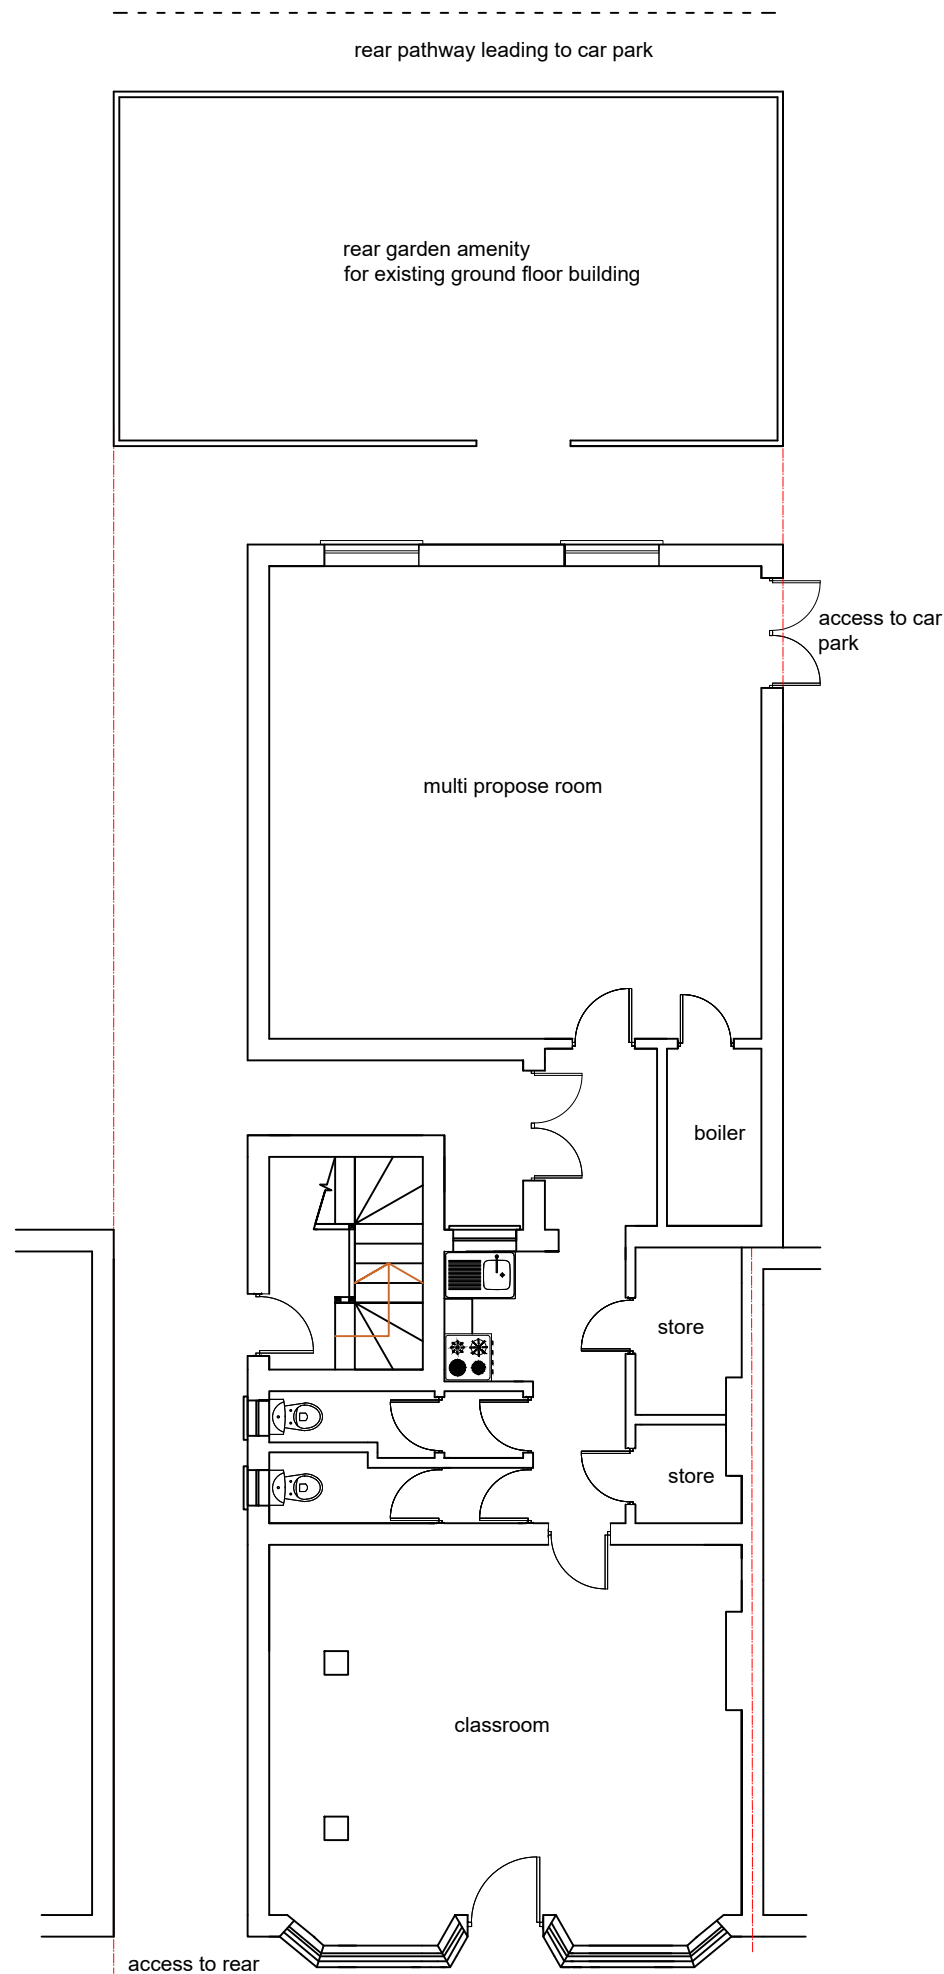 rear pathway leading to car park
rear garden amenity
for existing ground floor building
access to car
park
multi propose room
boiler
store
store
classroom
access to rear